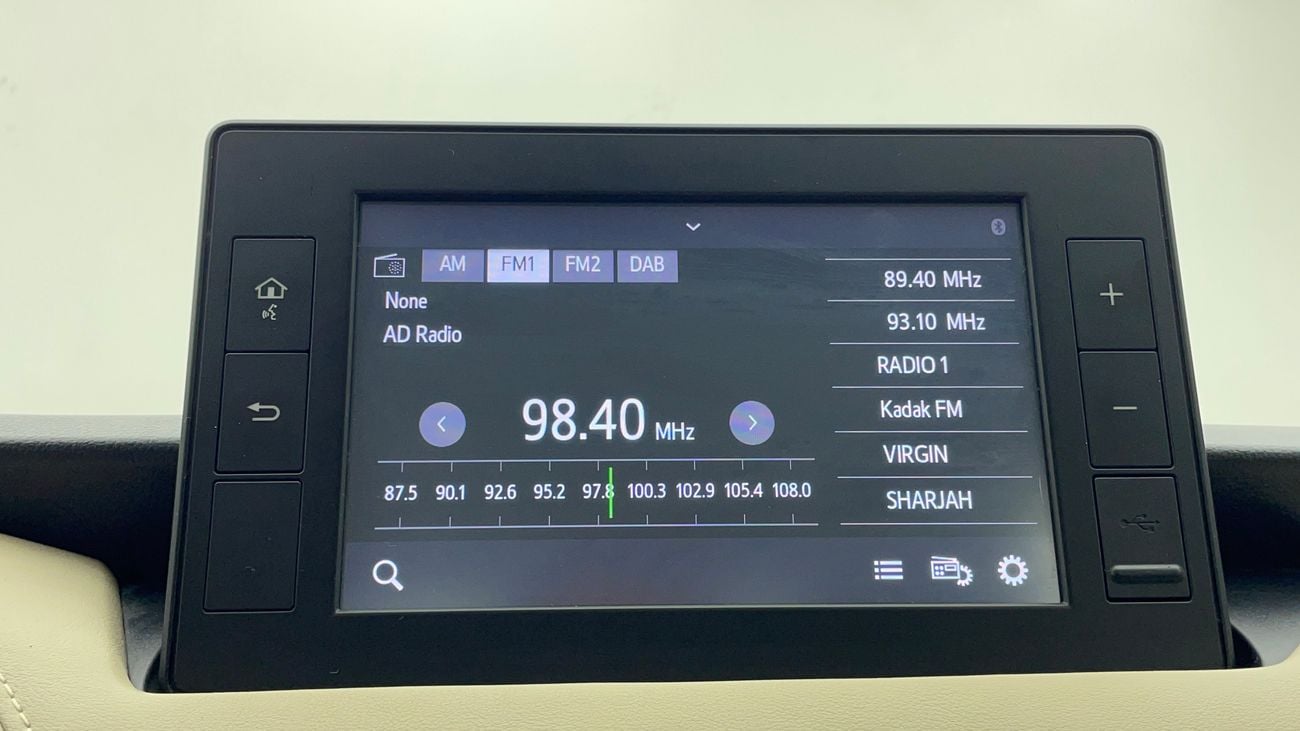 AM FM1 FM2 DAB
None
AD Radio
98.40 MHz
87.5 90.1 92.6 95.2 97.8 100.3 102.9 105.4 108.0
89.40 MHz
93.10 MHz
RADIO 1
Kadak FM
VIRGIN
SHARJAH